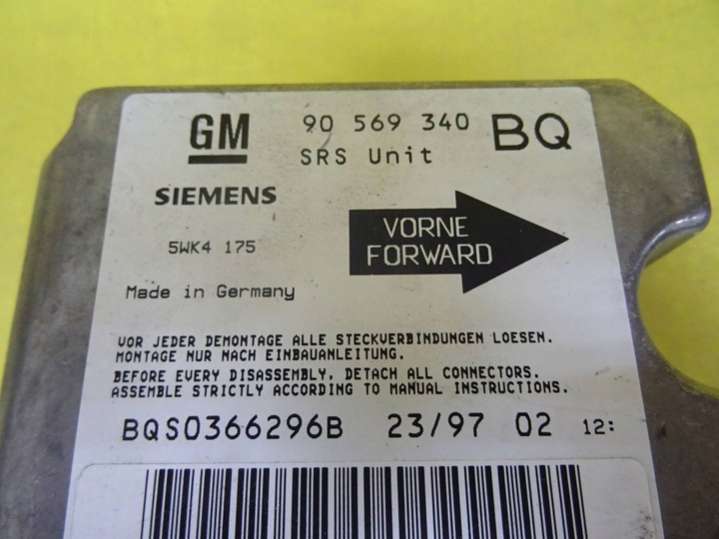 GM 90 569 340 BQ
SRS Unit
SIEMENS
5WK4 175
VORNE
FORWARD
Made in Germany
VOR JEDER DEMONTAGE ALLE STECKVERBINDUNGEN LOESEN.
MONTAGE NUR NACH EINBAUANLEITUNG.
BEFORE EVERY DISASSEMBLY, DETACH ALL CONNECTORS.
ASSEMBLE STRICTLY ACCORDING TO MANUAL INSTRUCTIONS.
BQS0366296B 23/97 02 12: